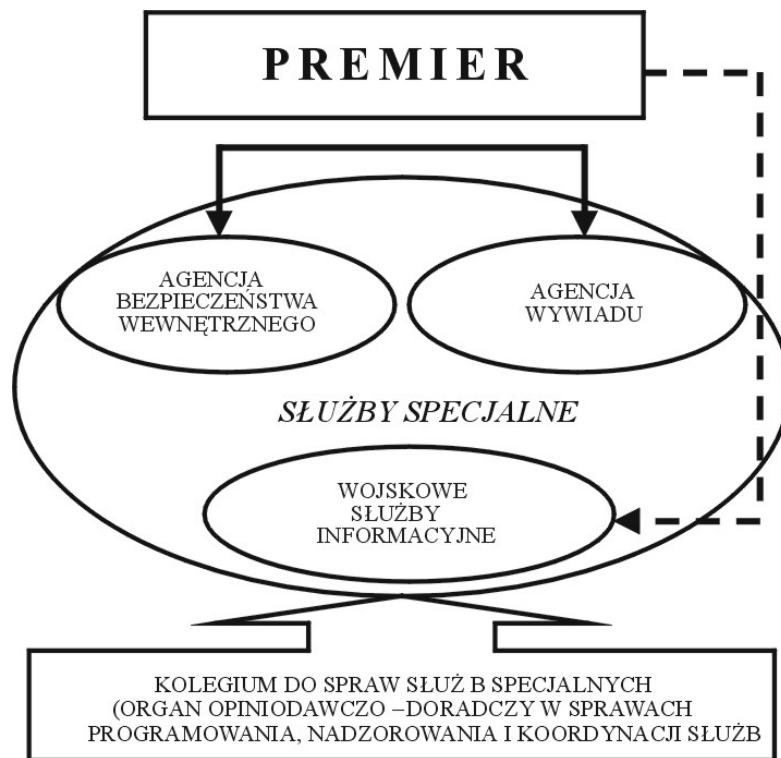 PREMIER
AGENCJA
BEZPIECZEŃSTWA
WEWNĘTRZNEGO
AGENCJA
WYWIADU
SŁUŻBY SPECJALNE
WOJSKOWE
SŁUŻBY
INFORMACYJNE
KOLEGIUM DO SPRAW SŁUŻ B SPECJALNYCH
(ORGAN OPINIODAWCZO –DORADCZY W SPRAWACH
PROGRAMOWANIA, NADZOROWANIA I KOORDYNACJI SŁUŻB